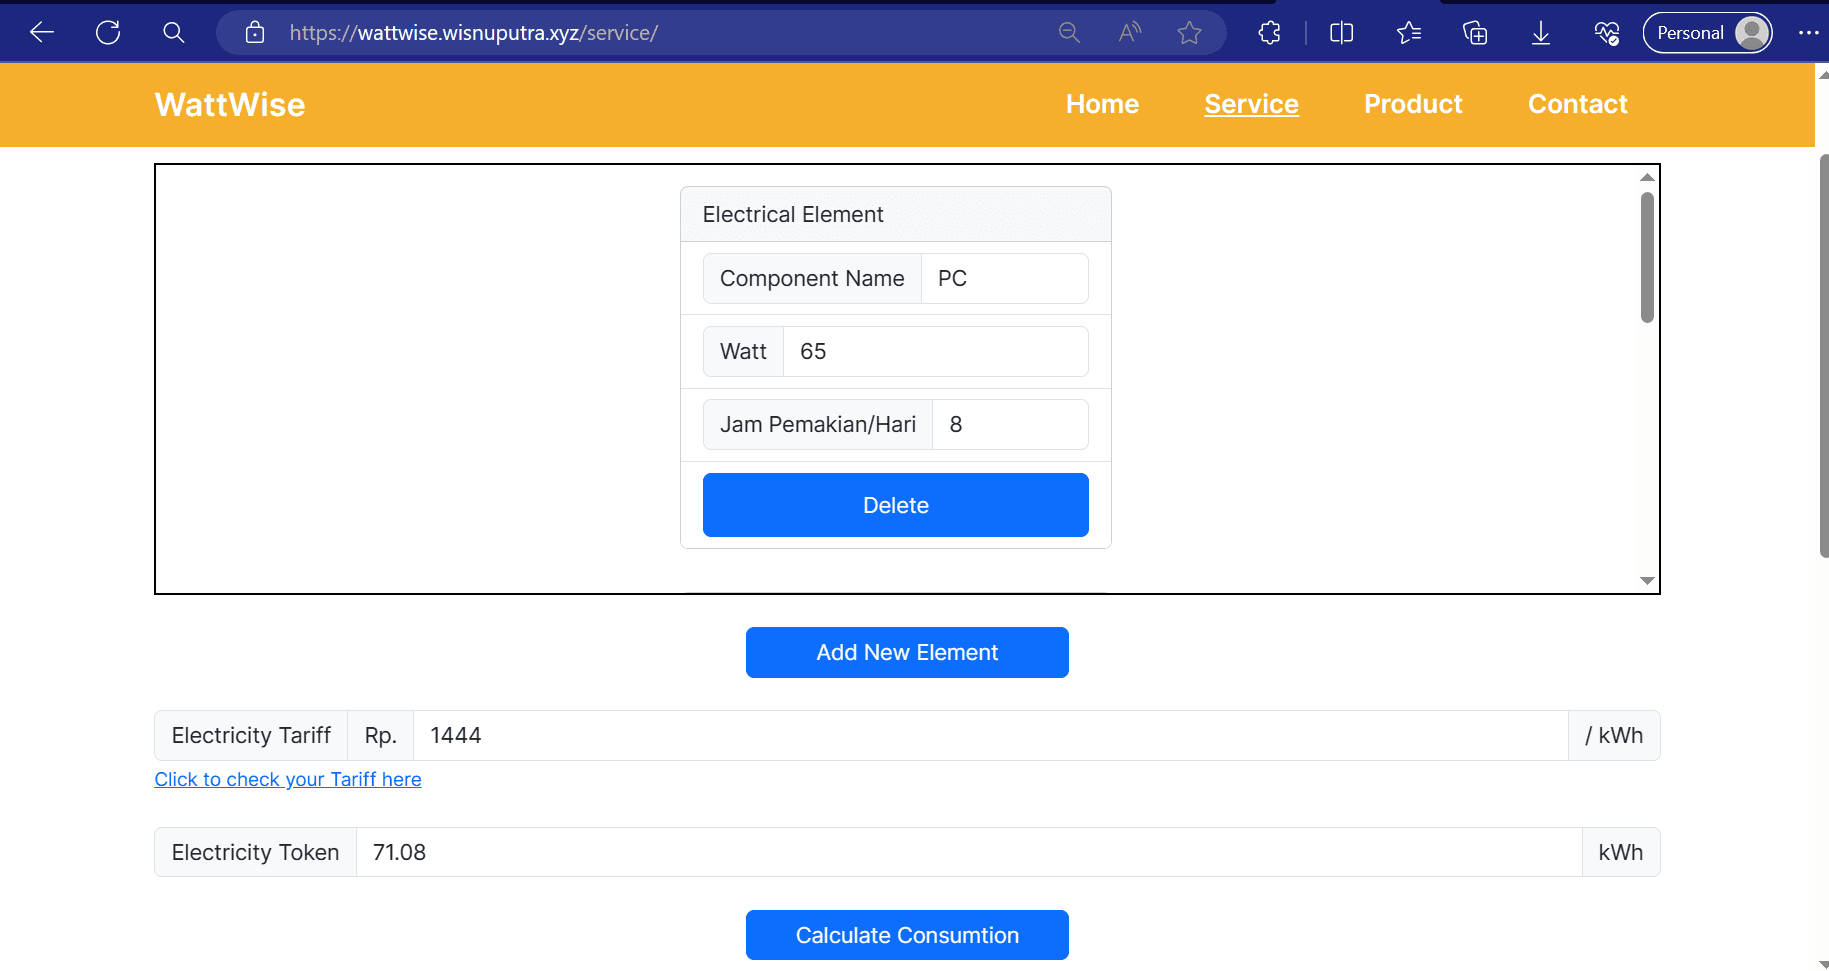 https://wattwise.wisnuputra.xyz/service/
Personal
WattWise
Home
Service
Product
Contact
Electrical Element
Component Name
PC
Watt
65
Jam Pemakian/Hari
8
Delete
Add New Element
Electricity Tariff
Rp.
1444
/ kWh
Click to check your Tariff here
Electricity Token
71.08
kWh
Calculate Consumtion